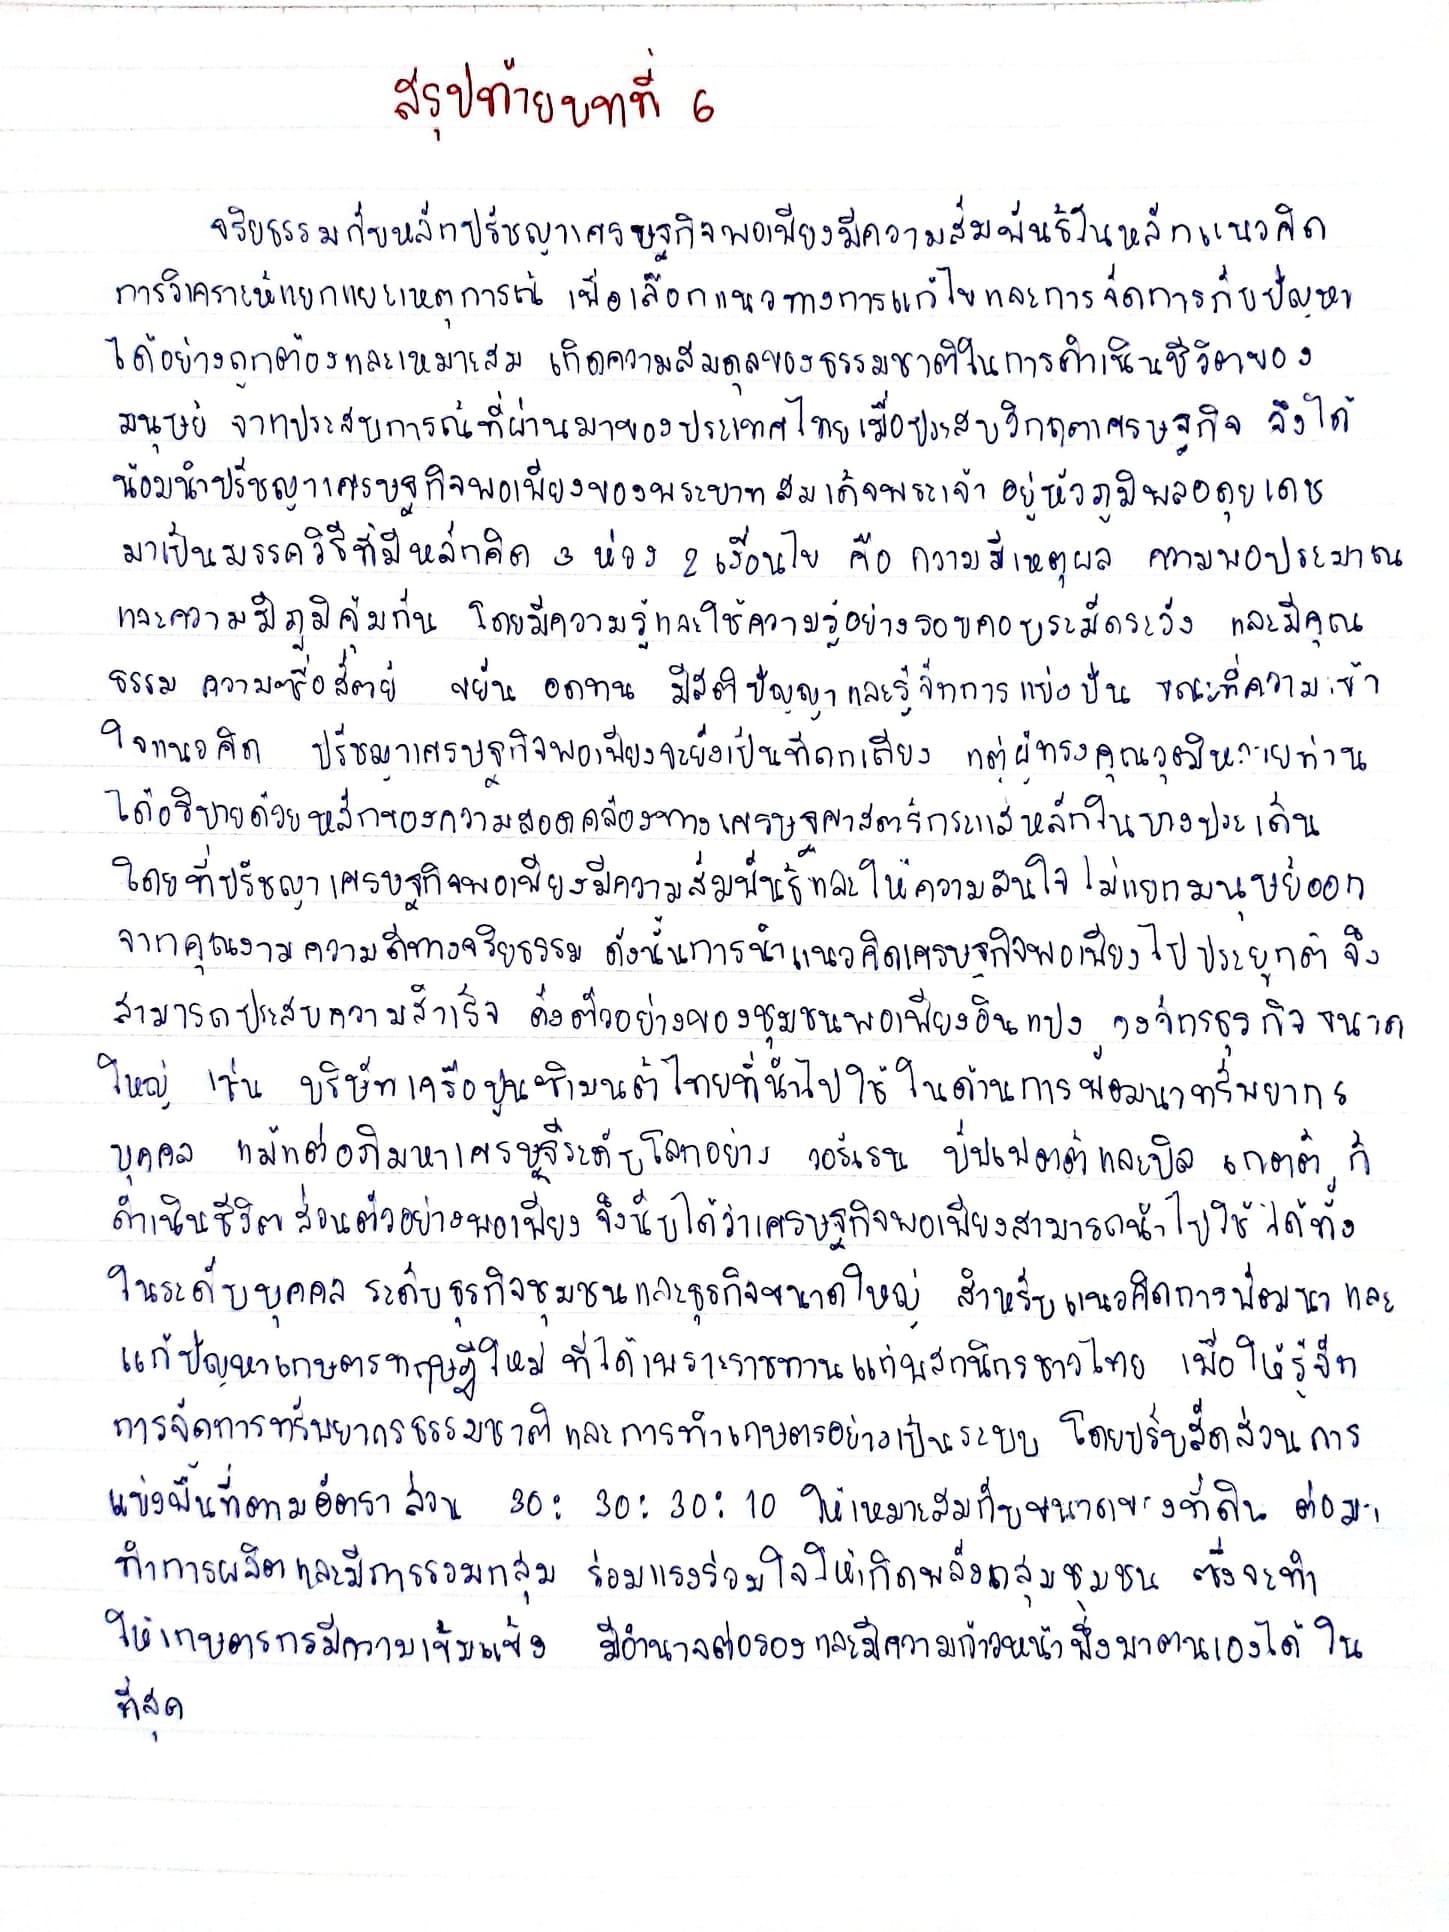 สรุปท้ายบทที่ 6
จริยธรรมกับหลักปรัชญาเศรษฐกิจพอเพียงมีความสัมพันธ์ในหลักแนวคิด
การวิเคราะห์แยกแยะเหตุการณ์ เพื่อเลือกแนวทางการแก้ไขและการจัดการกับปัญหา
ได้อย่างถูกต้องและเหมาะสม เกิดความสมดุลของธรรมชาติในการดำเนินชีวิตของ
มนุษย์ จากประสบการณ์ที่ผ่านมาของประเทศไทยเมื่อประสบวิกฤตเศรษฐกิจ จึงได้
น้อมนำปรัชญาเศรษฐกิจพอเพียงของพระบาทสมเด็จพระเจ้าอยู่หัวภูมิพลอดุยเดช
มาเป็นมรรควิธีที่มีหลักคิด 3 ห่วง 2 เงื่อนไข คือ ความมีเหตุผล ความพอประมาณ
และความมีภูมิคุ้มกัน โดยมีความรู้และใช้ความรู้อย่างรอบคอบระมัดระวัง และมีคุณ
ธรรม ความซื่อสัตย์ ขยัน อดทน มีสติปัญญาและรู้จักการแบ่งปัน ขณะที่ความเข้า
ใจแนวคิด ปรัชญาเศรษฐกิจพอเพียงจะยังเป็นที่ถกเถียง แต่ผู้ทรงคุณวุฒิหลายท่าน
ได้อธิบายด้วยหลักของความสอดคล้องทางเศรษฐศาสตร์กระแสหลักในบางประเด็น
โดยที่ปรัชญาเศรษฐกิจพอเพียงมีความสัมพันธ์และให้ความสนใจไม่แยกมนุษย์ออก
จากคุณงามความดีทางจริยธรรม ดังนั้นการนำแนวคิดเศรษฐกิจพอเพียงไปประยุกต์ จึง
สามารถประสบความสำเร็จ ดั่งตัวอย่างของชุมชนพอเพียงอินแปง วงจักรธุรกิจขนาด
ใหญ่ เช่น บริษัทเครือปูนซิเมนต์ไทยที่นำไปใช้ในด้านการพัฒนาทรัพยากร
บุคคล แม้แต่อภิมหาเศรษฐีระดับโลกอย่าง วอร์เรน บัฟเฟตต์และบิล เกตต์ ก็
ดำเนินชีวิตส่วนตัวอย่างพอเพียง จึงนับได้ว่าเศรษฐกิจพอเพียงสามารถนำไปใช้ได้ทั้ง
ในระดับบุคคล ระดับธุรกิจชุมชนและธุรกิจขนาดใหญ่ สำหรับแนวคิดการพัฒนาและ
แก้ปัญหาเกษตรทฤษฎีใหม่ ที่ได้เพราะราชทานแก่พสกนิกรชาวไทย เพื่อให้รู้จัก
การจัดการทรัพยากรธรรมชาติและการทำเกษตรอย่างเป็นระบบ โดยปรับสัดส่วนการ
แบ่งพื้นที่ตามอัตราส่วน 30: 30: 30: 10 ให้เหมาะสมกับขนาดของที่ดิน ต่อมา
ทำการผลิตและมีการรวมกลุ่ม ร่วมแรงร่วมใจให้เกิดพลังกลุ่มชุมชน ซึ่งจะทำ
ให้เกษตรกรมีความเข้มแข็ง มีอำนาจต่อรองและมีความก้าวหน้าพึ่งพาตนเองได้ใน
ที่สุด